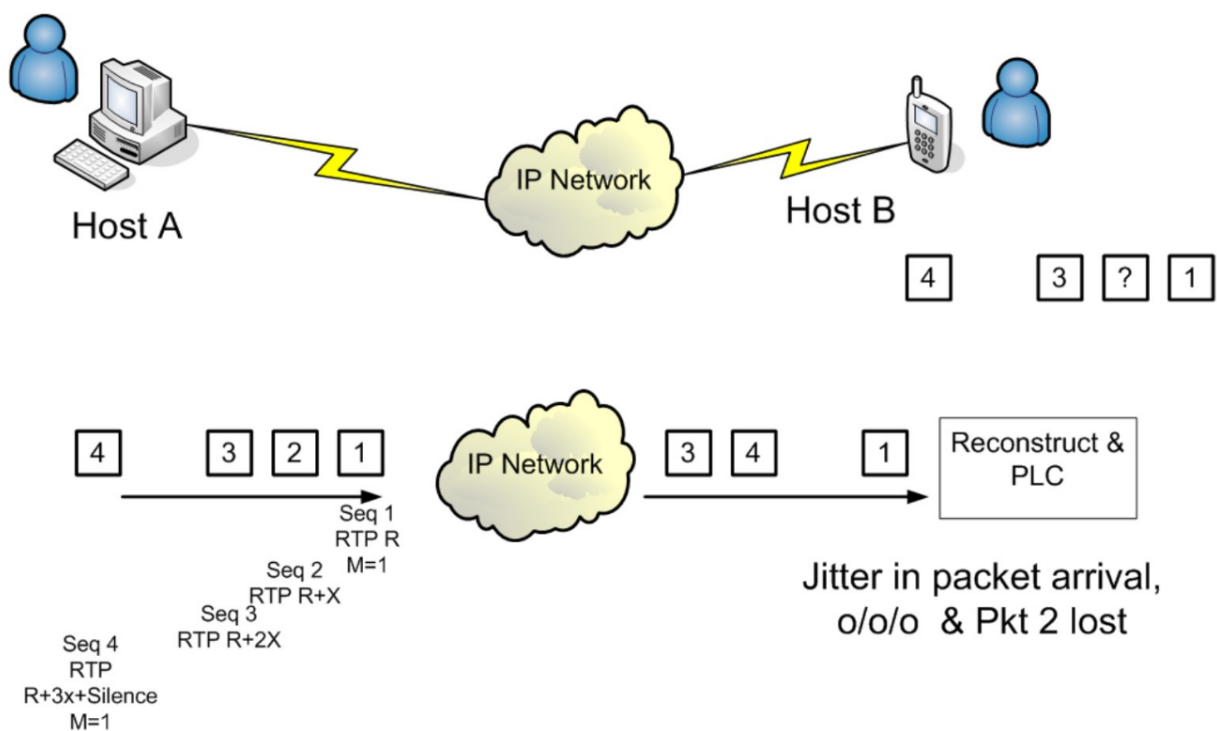 IP Network
Host A
Host B
4 3 ? 1
4 3 2 1
IP Network
3 4 1
Reconstruct &
PLC
Seq 1
RTP R
M=1
Seq 2
RTP R+X
Seq 3
RTP R+2X
Seq 4
RTP
R+3x+Silence
M=1
Jitter in packet arrival,
o/o/o & Pkt 2 lost